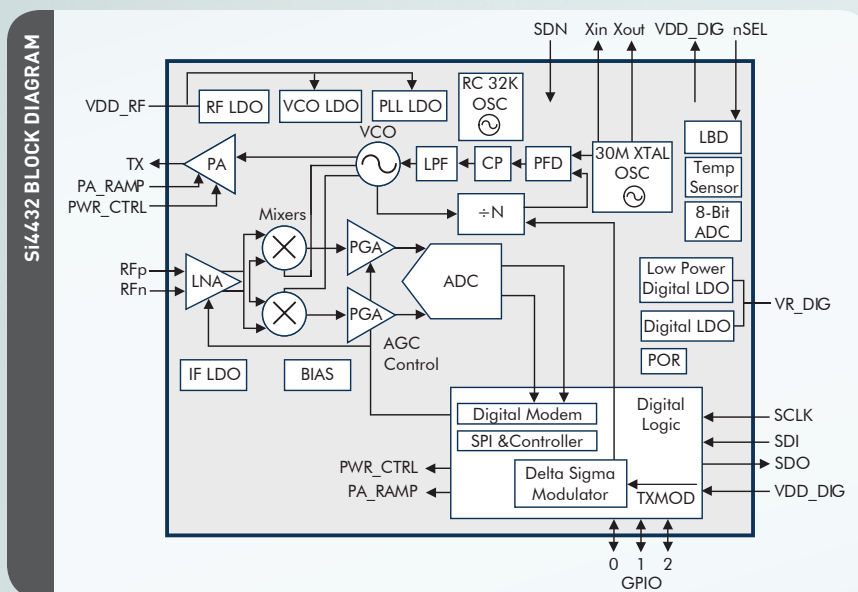 Si4432 BLOCK DIAGRAM
SDN
Xin Xout
VDD_DIG
nSEL
VDD_RF
RF LDO
VCO LDO
PLL LDO
RC 32K
OSC
LBD
Temp
Sensor
8-Bit
ADC
VCO
TX
PA
LPF
CP
PFD
30M XTAL
OSC
PA_RAMP
PWR_CTRL
÷N
Mixers
RFp
RFn
LNA
PGA
PGA
ADC
Low Power
Digital LDO
VR_DIG
Digital LDO
POR
AGC
Control
IF LDO
BIAS
Digital Modem
Digital
Logic
SPI &Controller
SCLK
SDI
SDO
VDD_DIG
PWR_CTRL
PA_RAMP
Delta Sigma
Modulator
TXMOD
0 1 2
GPIO